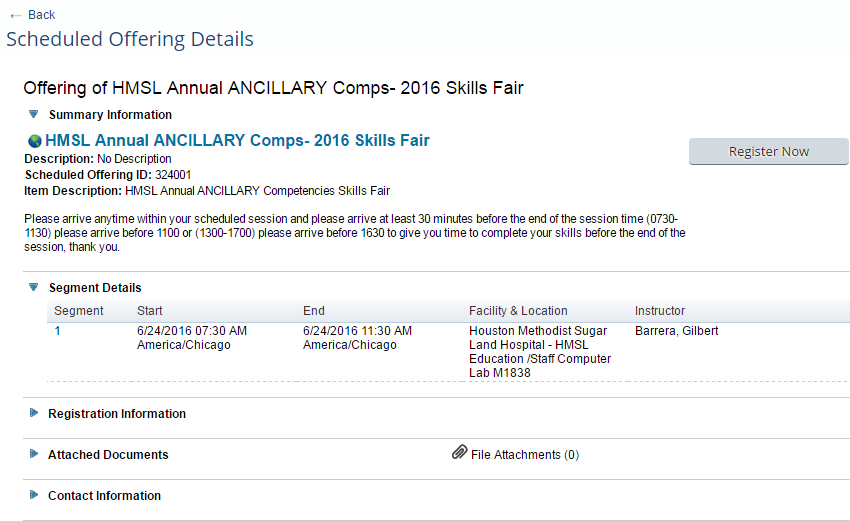 ← Back
Scheduled Offering Details
Offering of HMSL Annual ANCILLARY Comps- 2016 Skills Fair
Summary Information
HMSL Annual ANCILLARY Comps- 2016 Skills Fair
Register Now
Description: No Description
Scheduled Offering ID: 324001
Item Description: HMSL Annual ANCILLARY Competencies Skills Fair
Please arrive anytime within your scheduled session and please arrive at least 30 minutes before the end of the session time (0730-
1130) please arrive before 1100 or (1300-1700) please arrive before 1630 to give you time to complete your skills before the end of the
session, thank you.
Segment Details
Segment Start End Facility & Location Instructor
1 6/24/2016 07:30 AM 6/24/2016 11:30 AM Houston Methodist Sugar Barrera, Gilbert
America/Chicago America/Chicago Land Hospital - HMSL
Education /Staff Computer
Lab M1838
Registration Information
Attached Documents File Attachments (0)
Contact Information